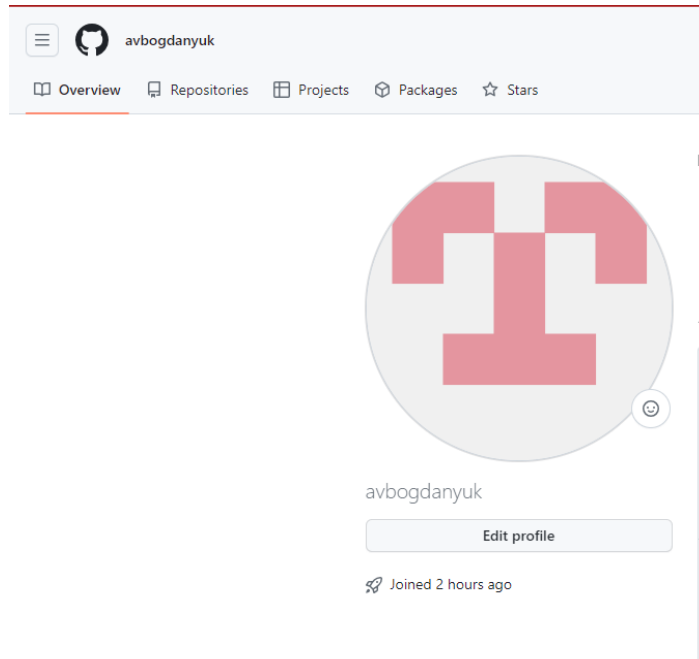 avbogdanyuk
Overview Repositories Projects Packages Stars
avbogdanyuk
Edit profile
Joined 2 hours ago